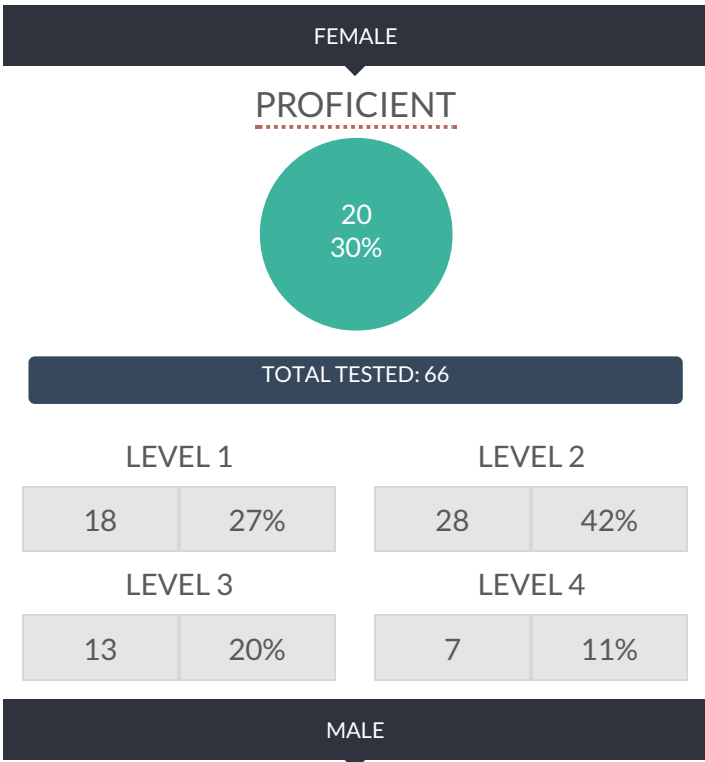 FEMALE
PROFICIENT
20
30%
TOTAL TESTED: 66
LEVEL 1 LEVEL 2
18 27% 28 42%
LEVEL 3 LEVEL 4
13 20% 7 11%
MALE